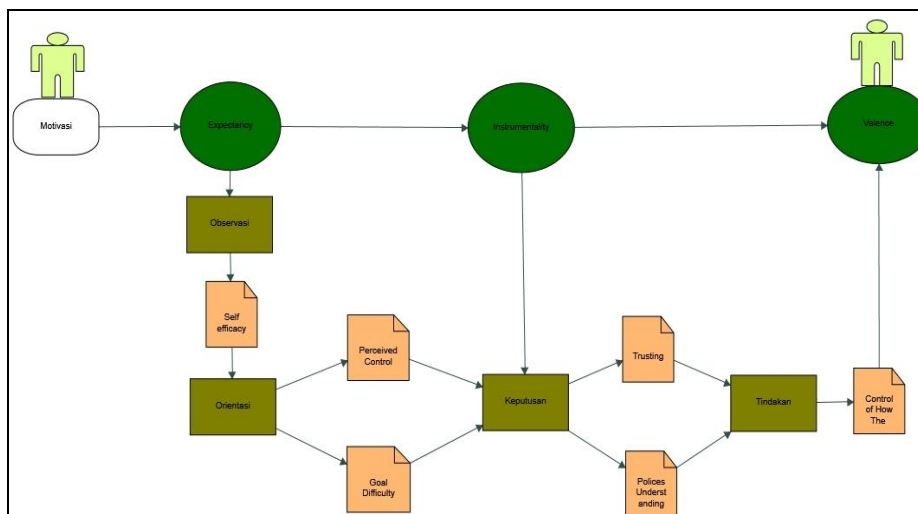 Motivasi
Expectancy
Instrumentality
Valence
Observasi
Self
efficacy
Perceived
Control
Trusting
Orientasi
Keputusan
Tindakan
Control
of How
The
Goal
Difficulty
Polices
Underst
anding